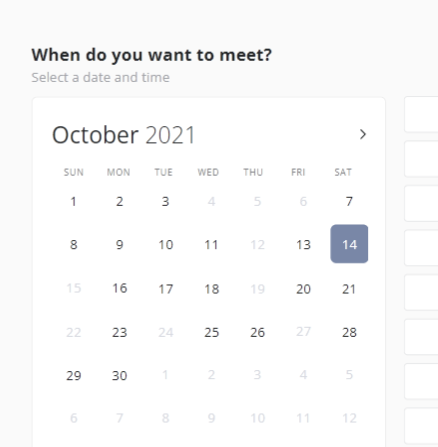 When do you want to meet?
Select a date and time
October 2021
SUN MON TUE WED THU FRI SAT
1 2 3 4 5 6 7
8 9 10 11 12 13 14
15 16 17 18 19 20 21
22 23 24 25 26 27 28
29 30 1 2 3 4 5
6 7 8 9 10 11 12